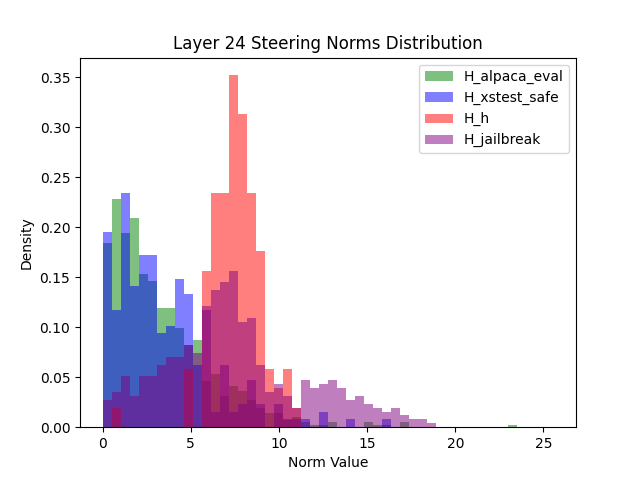 Layer 24 Steering Norms Distribution
H_alpaca_eval
H_xstest_safe
H_h
H_jailbreak
Density
0.35
0.30
0.25
0.20
0.15
0.10
0.05
0.00
0 5 10 15 20 25
Norm Value